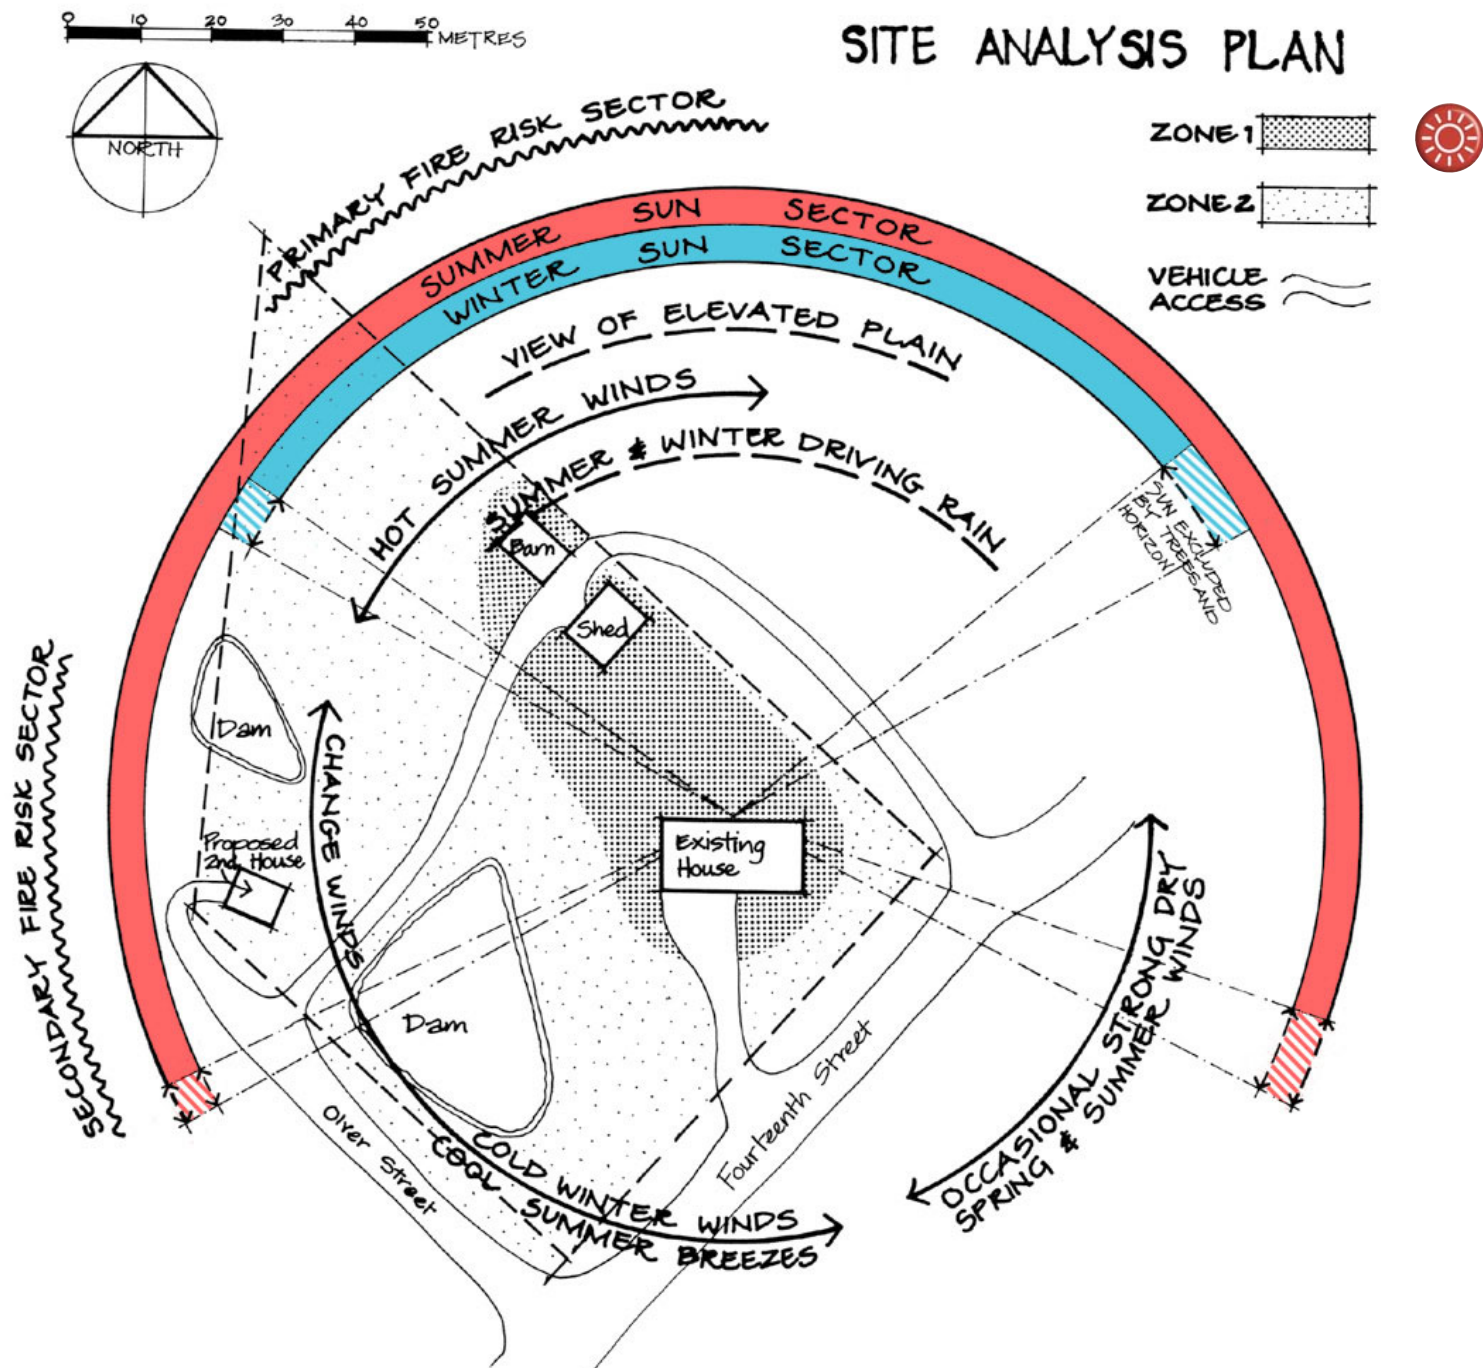 0 10 20 30 40 50
METRES
SITE ANALYSIS PLAN
NORTH
ZONE 1
ZONE 2
VEHICLE
ACCESS
PRIMARY FIRE RISK SECTOR
SUMMER SUN SECTOR
WINTER SUN SECTOR
VIEW OF ELEVATED PLAIN
HOT SUMMER WINDS
SUMMER & WINTER DRIVING RAIN
SUN EXCLUDED
BY TREES AND
HORIZON
Barn
Shed
SECONDARY FIRE RISK SECTOR
Dam
CHANGE WINDS
Proposed
2nd House
Existing
House
Dam
OCCASIONAL STRONG DRY
SPRING & SUMMER WINDS
Olver Street
Fourteenth Street
COLD WINTER WINDS
COOL SUMMER BREEZES